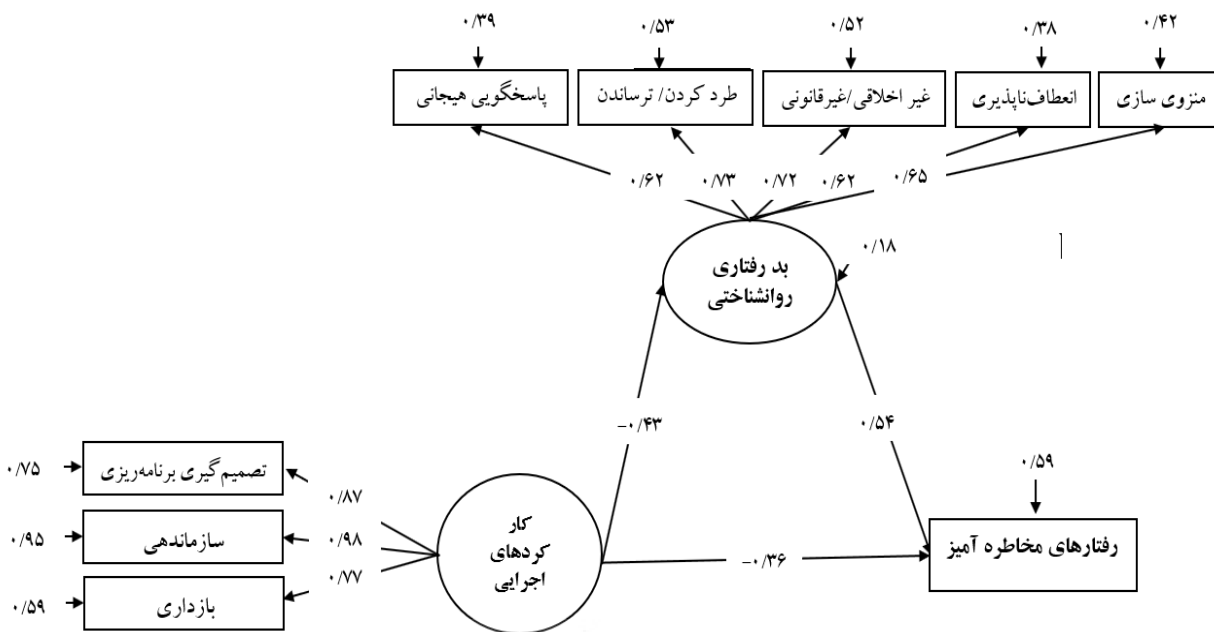 ۰/۳۹
۰/۵۳
۰/۵۲
۰/۳۸
۰/۴۲
پاسخگویی هیجانی
طرد کردن/ ترساندن
غیر اخلاقی/غیرقانونی
انعطاف‌ناپذیری
منزوی سازی
۰/۶۲
۰/۷۳
۰/۷۲
۰/۶۲
۰/۶۵
بد رفتاری
روانشناختی
۰/۱۸
-۰/۴۳
۰/۵۴
۰/۷۵
تصمیم‌گیری برنامه‌ریزی
۰/۸۷
۰/۹۵
سازماندهی
۰/۹۸
۰/۵۹
بازداری
۰/۷۷
کار
کردهای
اجرایی
-۰/۳۶
۰/۵۹
رفتارهای مخاطره آمیز